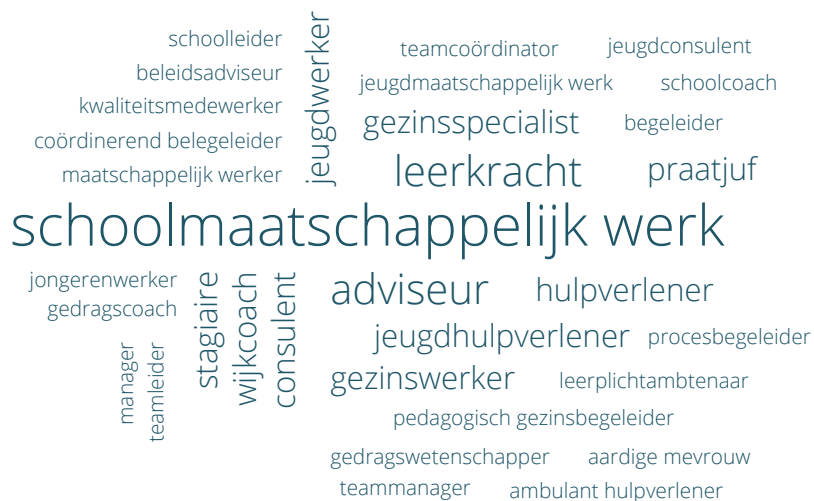 schoolleider
beleidsadviseur
kwaliteitsmedewerker
coördinerend belegeleider
maatschappelijk werker
jeugdwerker
teamcoördinator
jeugdconsulent
jeugdmaatschappelijk werk
schoolcoach
gezinsspecialist
begeleider
leerkracht
praatjuf
schoolmaatschappelijk werk
jongerenwerker
gedragscoach
manager
teamleider
stagiaire
wijkcoach
consulent
adviseur
hulpverlener
jeugdhulpverlener
procesbegeleider
gezinswerker
leerplichtambtenaar
pedagogisch gezinsbegeleider
gedragswetenschapper
aardige mevrouw
teammanager
ambulant hulpverlener